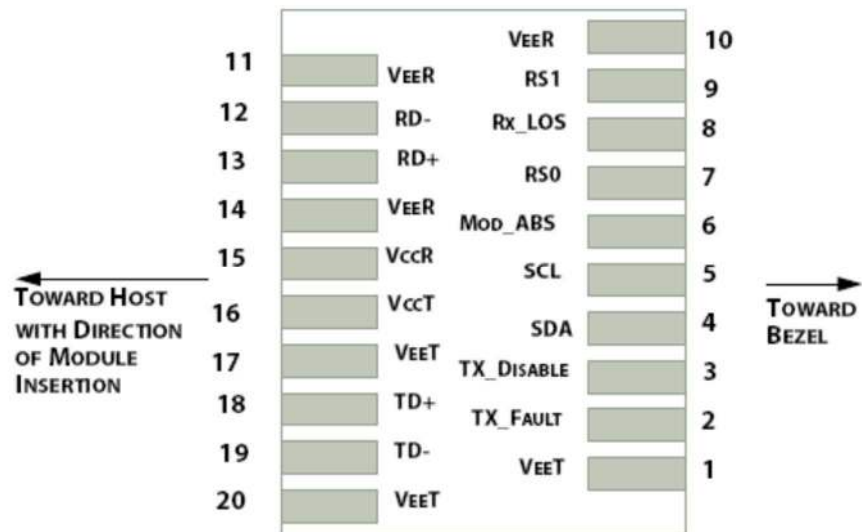 11 VEER
12 RD-
13 RD+
14 VEER
15 VccR
16 VccT
17 VEET
18 TD+
19 TD-
20 VEET
VEER 10
RS1 9
Rx_LOS 8
RS0 7
MOD_ABS 6
SCL 5
SDA 4
TX_DISABLE 3
TX_FAULT 2
VEET 1
TOWARD HOST
WITH DIRECTION
OF MODULE
INSERTION
TOWARD
BEZEL